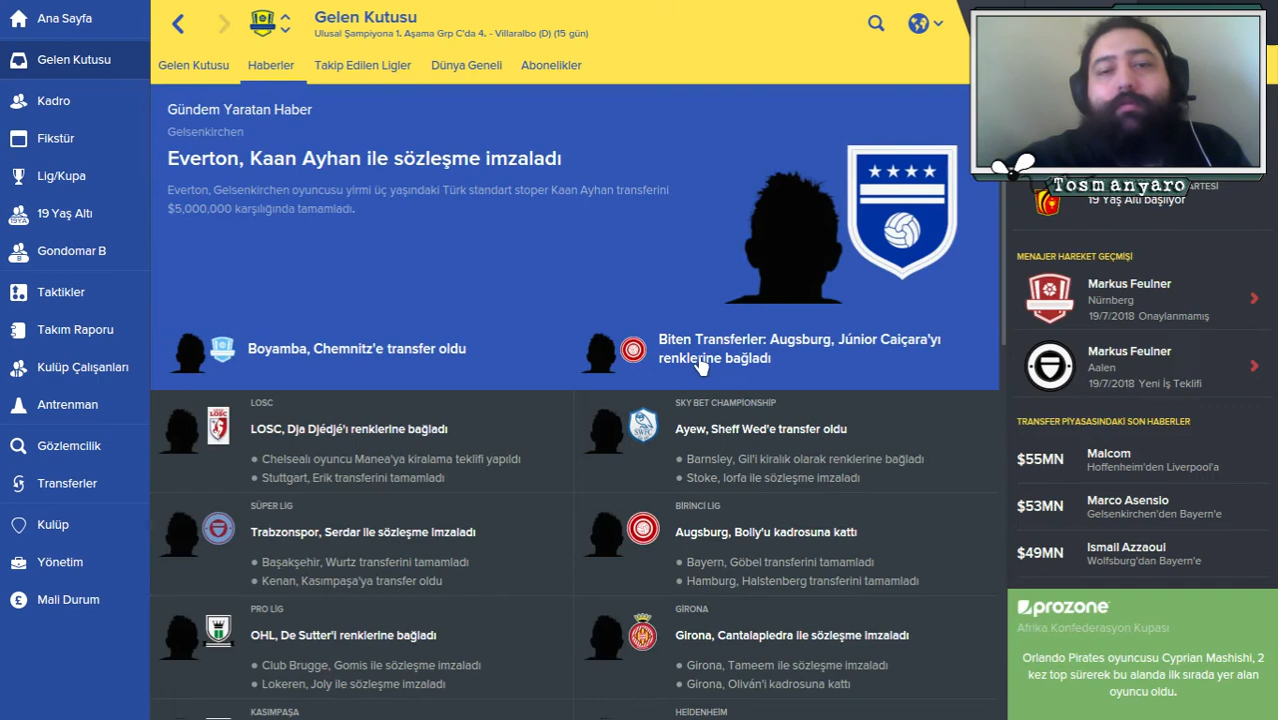 Ana Sayfa
Gelen Kutusu
Kadro
Fikstür
Lig/Kupa
19 Yaş Altı
Gondomar B
Taktikler
Takım Raporu
Kulüp Çalışanları
Antrenman
Gözlemcilik
Transferler
Kulüp
Yönetim
Mali Durum
Gelen Kutusu
Ulusal Şampiyona 1. Aşama Grp C'da 4. - Villaralbo (D) (15 gün)
Gelen Kutusu Haberler Takip Edilen Ligler Dünya Geneli Abonelikler
Gündem Yaratan Haber
Gelsenkirchen
Everton, Kaan Ayhan ile sözleşme imzaladı
Everton, Gelsenkirchen oyuncusu yirmi üç yaşındaki Türk standart stoper Kaan Ayhan transferini
$5,000,000 karşılığında tamamladı.
Boyamba, Chemnitz'e transfer oldu
Biten Transferler: Augsburg, Júnior Caiçara'yı
renklerine bağladı
LOSC
LOSC, Dja Djédjé'ı renklerine bağladı
Chelsealı oyuncu Manea'ya kiralama teklifi yapıldı
Stuttgart, Erik transferini tamamladı
SKY BET CHAMPIONSHIP
Ayew, Sheff Wed'e transfer oldu
Barnsley, Gil'i kiralık olarak renklerine bağladı
Stoke, Iorfa ile sözleşme imzaladı
SÜPER LİG
Trabzonspor, Serdar ile sözleşme imzaladı
Başakşehir, Wurtz transferini tamamladı
Kenan, Kasımpaşa'ya transfer oldu
BİRİNCİ LİG
Augsburg, Bolly'u kadrosuna kattı
Bayern, Göbel transferini tamamladı
Hamburg, Halstenberg transferini tamamladı
PRO LİG
OHL, De Sutter'i renklerine bağladı
Club Brugge, Gomis ile sözleşme imzaladı
Lokeren, Joly ile sözleşme imzaladı
GİRONA
Girona, Cantalapiedra ile sözleşme imzaladı
Girona, Tameem ile sözleşme imzaladı
Girona, Oliván'i kadrosuna kattı
KASIMPAŞA
HEİDENHEİM
Tosmanyaro
19 Yaş Altı başlıyor
MENAJER HAREKET GEÇMİŞİ
Markus Feulner
Nürnberg
19/7/2018 Onaylanmamış
Markus Feulner
Aalen
19/7/2018 Yeni İş Teklifi
TRANSFER PİYASASINDAKİ SON HABERLER
$55MN Malcom
Hoffenheim'den Liverpool'a
$53MN Marco Asensio
Gelsenkirchen'den Bayern'e
$49MN Ismail Azzaoui
Wolfsburg'dan Bayern'e
prozone
Afrika Konfederasyon Kupası
Orlando Pirates oyuncusu Cyprian Mashishi, 2
kez top sürerek bu alanda ilk sırada yer alan
oyuncu oldu.